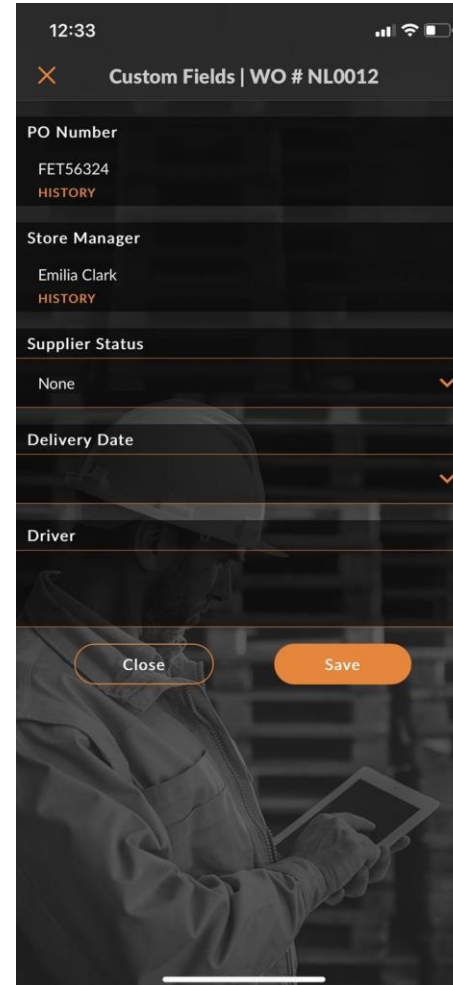 12:33
Custom Fields | WO # NL0012
PO Number
FET56324
HISTORY
Store Manager
Emilia Clark
HISTORY
Supplier Status
None
Delivery Date
Driver
Close
Save